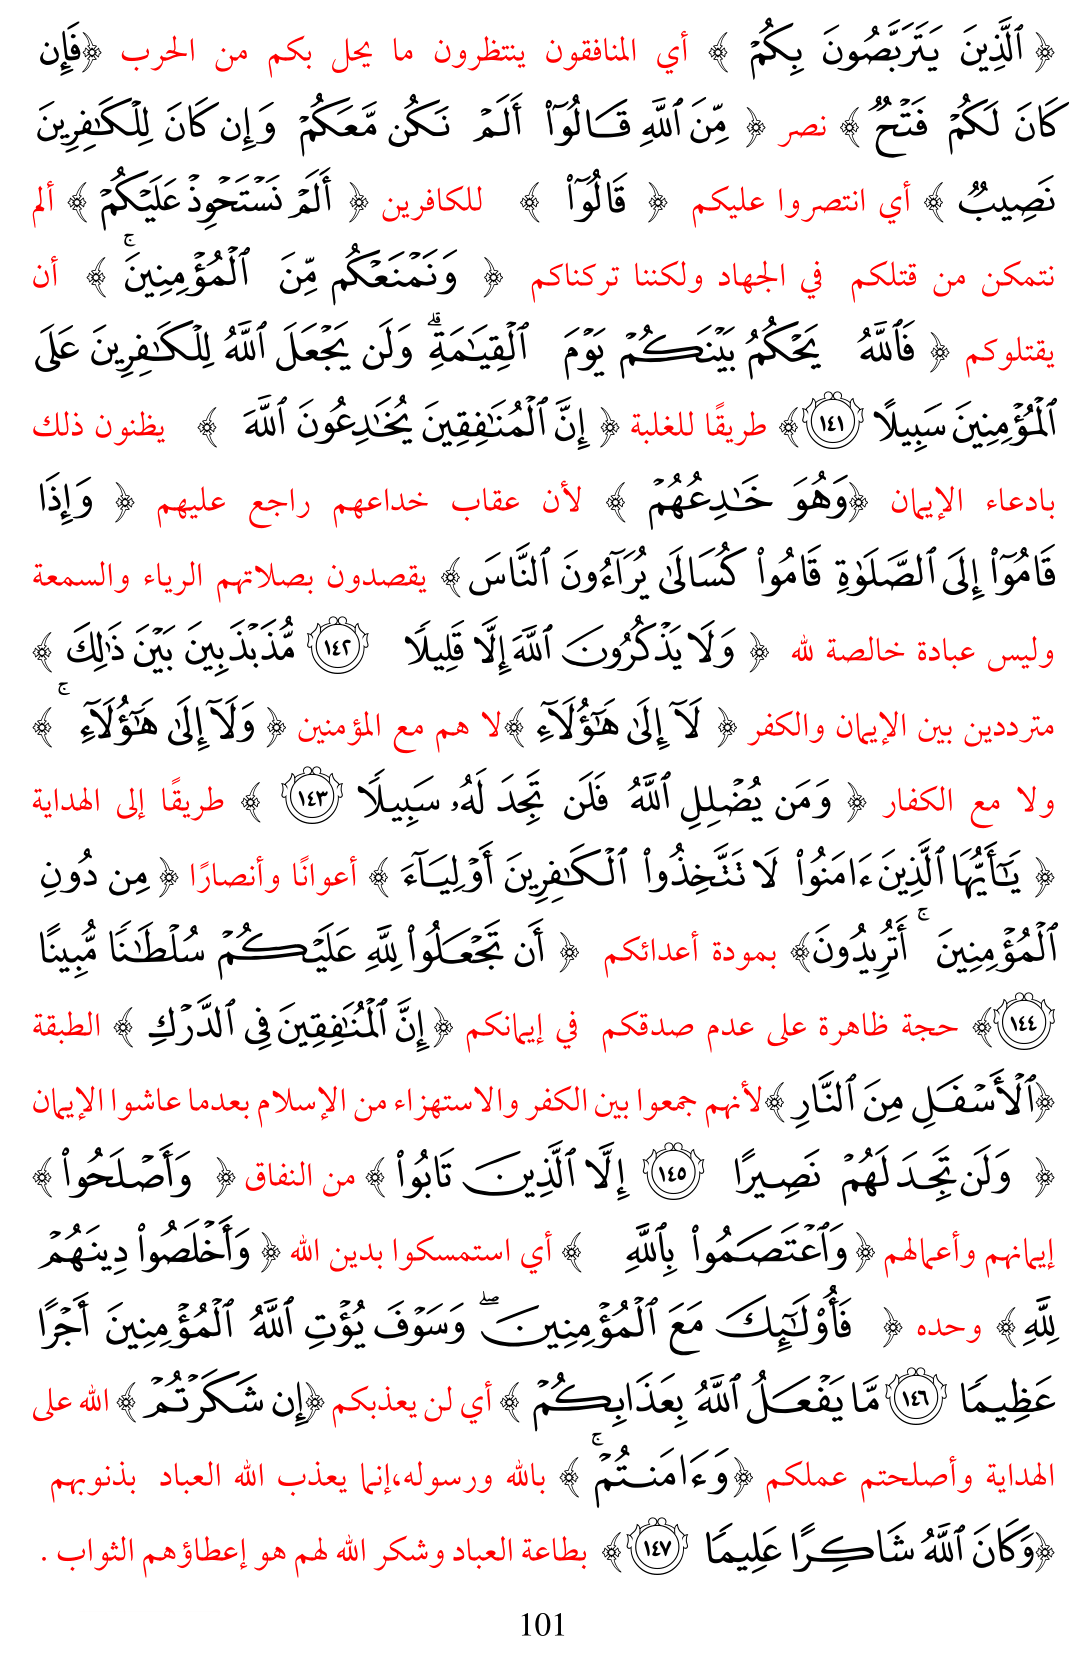 ﴿ ٱلَّذِينَ يَتَرَبَّصُونَ بِكُمۡ ﴾ أي المنافقون ينتظرون ما يحل بكم من الحرب ﴿فَإِن
كَانَ لَكُمۡ فَتۡحٞ ﴾ نصر ﴿ مِّنَ ٱللَّهِ قَالُوٓاْ أَلَمۡ نَكُن مَّعَكُمۡ وَإِن كَانَ لِلۡكَٰفِرِينَ
نَصِيبٞ ﴾ أي انتصروا عليكم ﴿ قَالُوٓاْ ﴾ للكافرين ﴿ أَلَمۡ نَسۡتَحۡوِذۡ عَلَيۡكُمۡ ﴾ ألم
نتمكن من قتلكم في الجهاد ولكننا تركناكم ﴿ وَنَمۡنَعۡكُم مِّنَ ٱلۡمُؤۡمِنِينَۚ ﴾ أن
يقتلوكم ﴿ فَٱللَّهُ يَحۡكُمُ بَيۡنَكُمۡ يَوۡمَ ٱلۡقِيَٰمَةِۗ وَلَن يَجۡعَلَ ٱللَّهُ لِلۡكَٰفِرِينَ عَلَى
ٱلۡمُؤۡمِنِينَ سَبِيلًا ١٤١﴾ طريقًا للغلبة ﴿ إِنَّ ٱلۡمُنَٰفِقِينَ يُخَٰدِعُونَ ٱللَّهَ ﴾ يظنون ذلك
بادعاء الإيمان ﴿وَهُوَ خَٰدِعُهُمۡ ﴾ لأن عقاب خداعهم راجع عليهم ﴿ وَإِذَا
قَامُوٓاْ إِلَى ٱلصَّلَوٰةِ قَامُواْ كُسَالَىٰ يُرَآءُونَ ٱلنَّاسَ ﴾ يقصدون بصلاتهم الرياء والسمعة
وليس عبادة خالصة لله ﴿ وَلَا يَذۡكُرُونَ ٱللَّهَ إِلَّا قَلِيلًا ١٤٢ مُّذَبۡذَبِينَ بَيۡنَ ذَٰلِكَ ﴾
مترددين بين الإيمان والكفر ﴿ لَآ إِلَىٰ هَٰٓؤُلَآءِ ﴾لا هم مع المؤمنين ﴿ وَلَآ إِلَىٰ هَٰٓؤُلَآءِ ۚ ﴾
ولا مع الكفار ﴿ وَمَن يُضۡلِلِ ٱللَّهُ فَلَن تَجِدَ لَهُۥ سَبِيلًا ١٤٣ ﴾ طريقًا إلى الهداية
﴿ يَٰٓأَيُّهَا ٱلَّذِينَ ءَامَنُواْ لَا تَتَّخِذُواْ ٱلۡكَٰفِرِينَ أَوۡلِيَآءَ ﴾ أعوانًا وأنصارًا ﴿ مِن دُونِ
ٱلۡمُؤۡمِنِينَ ۚ أَتُرِيدُونَ﴾ بمودة أعدائكم ﴿ أَن تَجۡعَلُواْ لِلَّهِ عَلَيۡكُمۡ سُلۡطَٰنٗا مُّبِينًا
١٤٤﴾ حجة ظاهرة على عدم صدقكم في إيمانكم ﴿إِنَّ ٱلۡمُنَٰفِقِينَ فِي ٱلدَّرۡكِ ﴾ الطبقة
﴿ٱلۡأَسۡفَلِ مِنَ ٱلنَّارِ ﴾لأنهم جمعوا بين الكفر والاستهزاء من الإسلام بعدما عاشوا الإيمان
﴿ وَلَن تَجِدَ لَهُمۡ نَصِيرًا ١٤٥ إِلَّا ٱلَّذِينَ تَابُواْ ﴾ من النفاق ﴿ وَأَصۡلَحُواْ ﴾
إيمانهم وأعمالهم ﴿ وَٱعۡتَصَمُواْ بِٱللَّهِ ﴾ أي استمسكوا بدين الله ﴿ وَأَخۡلَصُواْ دِينَهُمۡ
لِلَّهِ ﴾ وحده ﴿ فَأُوْلَٰٓئِكَ مَعَ ٱلۡمُؤۡمِنِينَۖ وَسَوۡفَ يُؤۡتِ ٱللَّهُ ٱلۡمُؤۡمِنِينَ أَجۡرًا
عَظِيمٗا ١٤٦ مَّا يَفۡعَلُ ٱللَّهُ بِعَذَابِكُمۡ ﴾ أي لن يعذبكم ﴿إِن شَكَرۡتُمۡ ﴾ الله على
الهداية وأصلحتم عملكم ﴿وَءَامَنتُمۡۚ ﴾ بالله ورسوله،إنما يعذب الله العباد بذنوبهم
﴿وَكَانَ ٱللَّهُ شَاكِرًا عَلِيمٗا ١٤٧ ﴾ بطاعة العباد وشكر الله لهم هو إعطاؤهم الثواب .
101